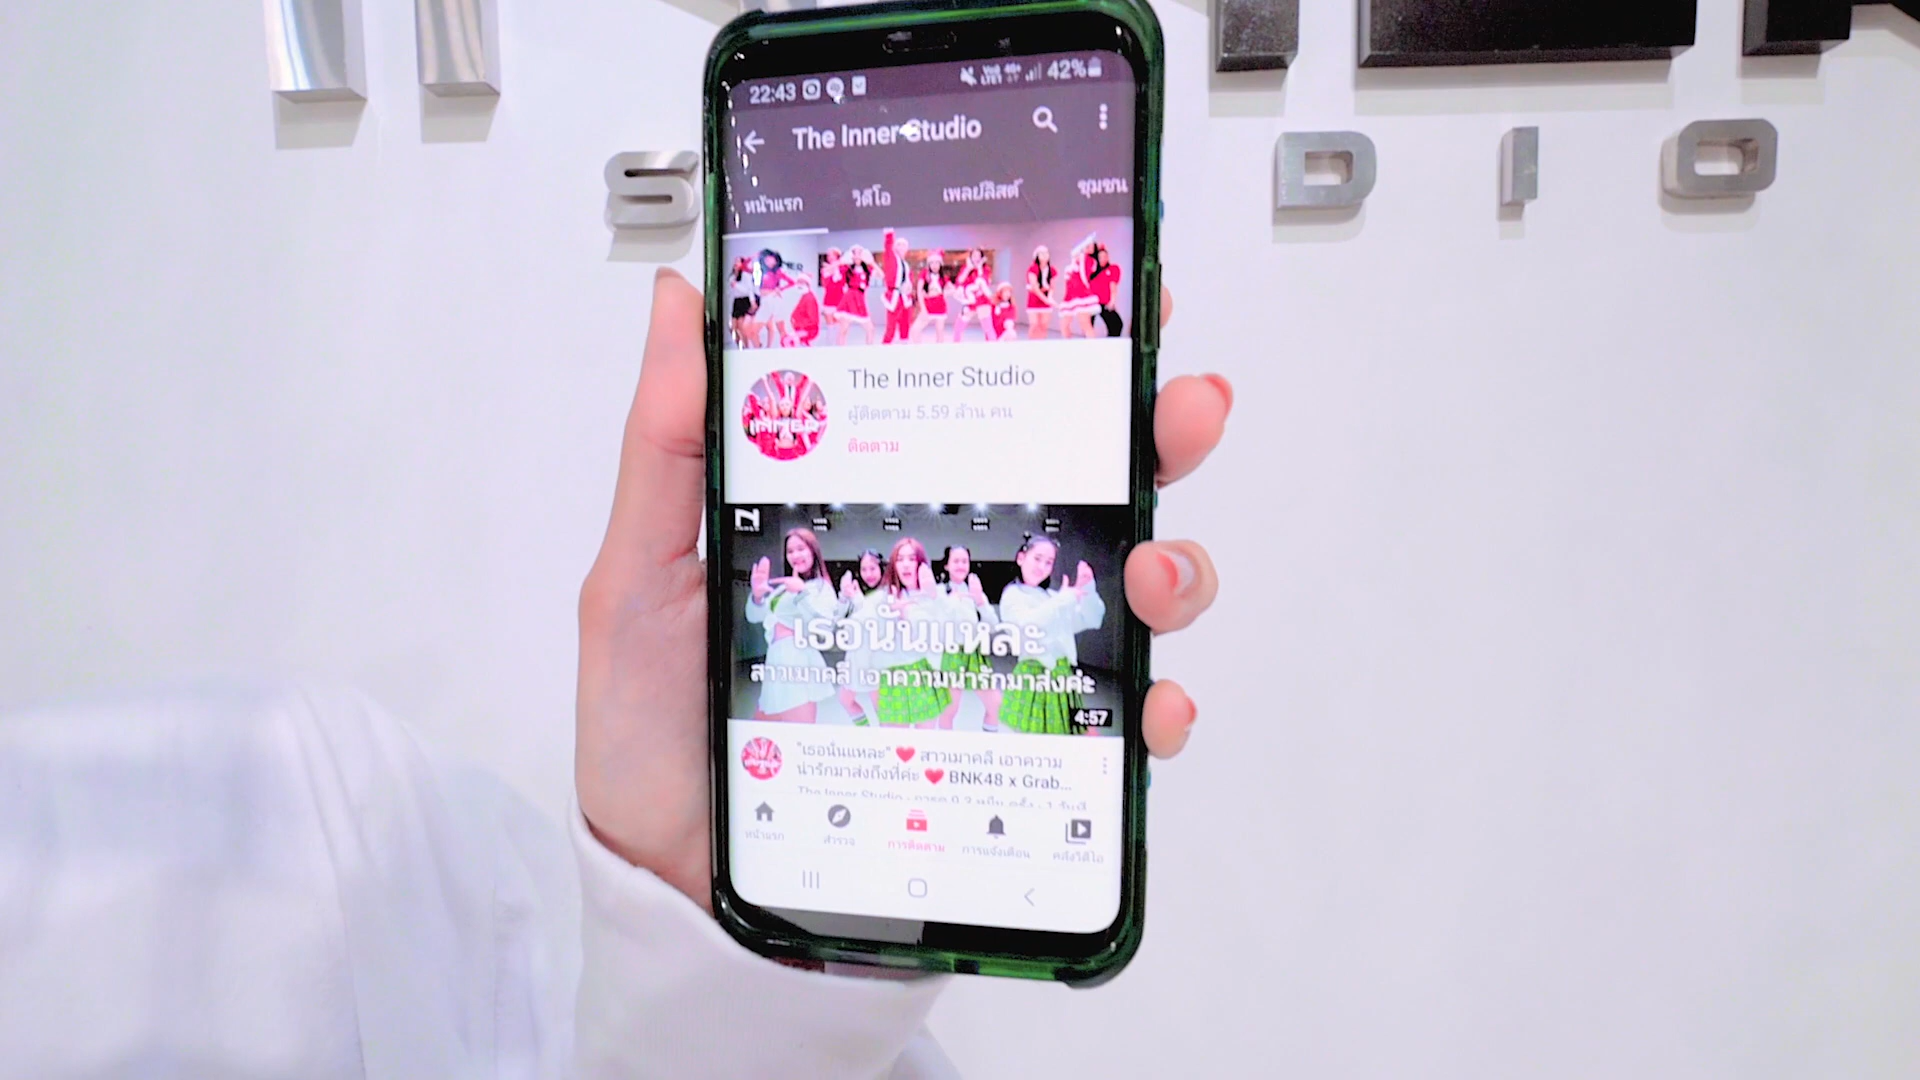 S
D I O
22:43
42%
The Inner Studio
หน้าแรก
วิดีโอ
เพลย์ลิสต์
ชุมชน
The Inner Studio
ผู้ติดตาม 5.59 ล้าน คน
ติดตาม
INNER
เธอนั่นแหละ
สาวเมาคลี เอาความน่ารักมาส่งค่ะ
4:57
"เธอนั่นแหละ" ❤ สาวเมาคลี เอาความ
น่ารักมาส่งถึงที่ค่ะ ❤ BNK48 x Grab...
หน้าแรก
สำรวจ
การติดตาม
การแจ้งเตือน
คลังวิดีโอ